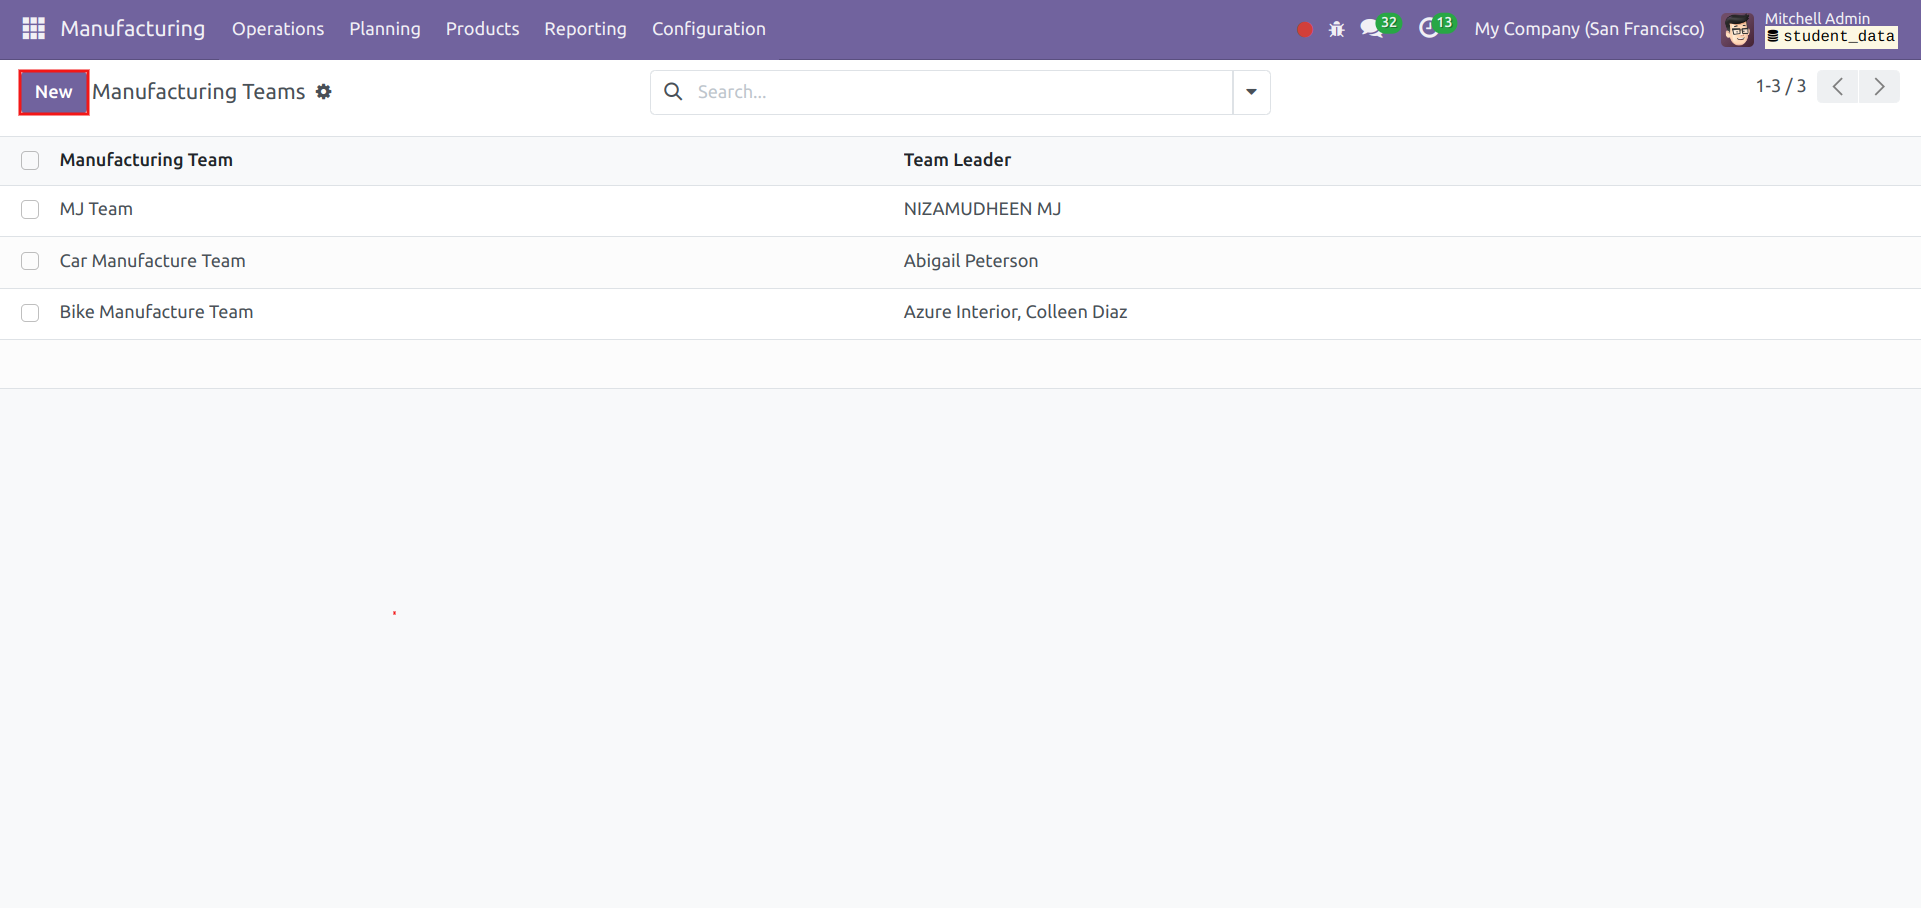 Manufacturing Operations Planning Products Reporting Configuration 32 13 My Company (San Francisco) Mitchell Admin
student_data
New Manufacturing Teams Search... 1-3 / 3
Manufacturing Team Team Leader
MJ Team NIZAMUDHEEN MJ
Car Manufacture Team Abigail Peterson
Bike Manufacture Team Azure Interior, Colleen Diaz